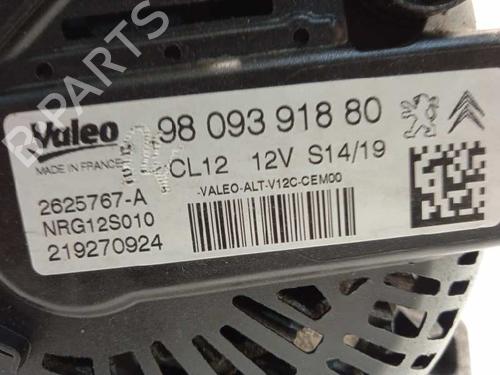 Valeo
MADE IN FRANCE
98 093 918 80
CL12 12V S14/19
-VALEO-ALT-V12C-CEM00
2625767-A
NRG12S010
219270924
B-PARTS